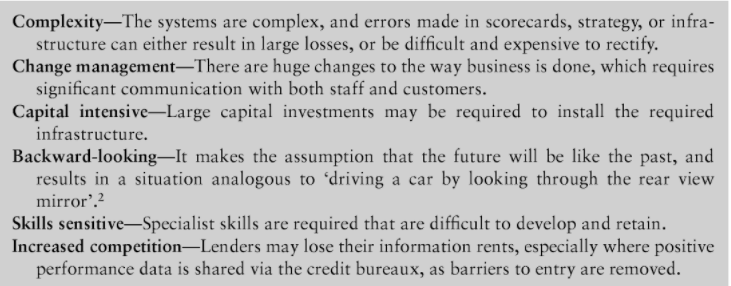 Complexity—The systems are complex, and errors made in scorecards, strategy, or infra-
structure can either result in large losses, or be difficult and expensive to rectify.
Change management—There are huge changes to the way business is done, which requires
significant communication with both staff and customers.
Capital intensive—Large capital investments may be required to install the required
infrastructure.
Backward-looking—It makes the assumption that the future will be like the past, and
results in a situation analogous to ‘driving a car by looking through the rear view
mirror’.²
Skills sensitive—Specialist skills are required that are difficult to develop and retain.
Increased competition—Lenders may lose their information rents, especially where positive
performance data is shared via the credit bureaux, as barriers to entry are removed.